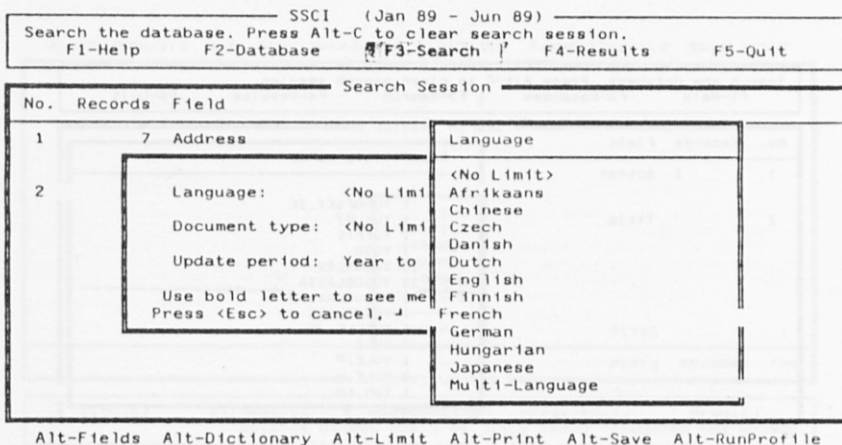 SSCI (Jan 89 - Jun 89)
Search the database. Press Alt-C to clear search session.
F1-Help F2-Database F3-Search F4-Results F5-Quit
Search Session
No. Records Field
1 7 Address
2
Language: <No Limi
Document type: <No Limi
Update period: Year to
Use bold letter to see me
Press <Esc> to cancel, ┘
Language
<No Limit>
Afrikaans
Chinese
Czech
Danish
Dutch
English
Finnish
French
German
Hungarian
Japanese
Multi-Language
Alt-Fields Alt-Dictionary Alt-Limit Alt-Print Alt-Save Alt-RunProfile